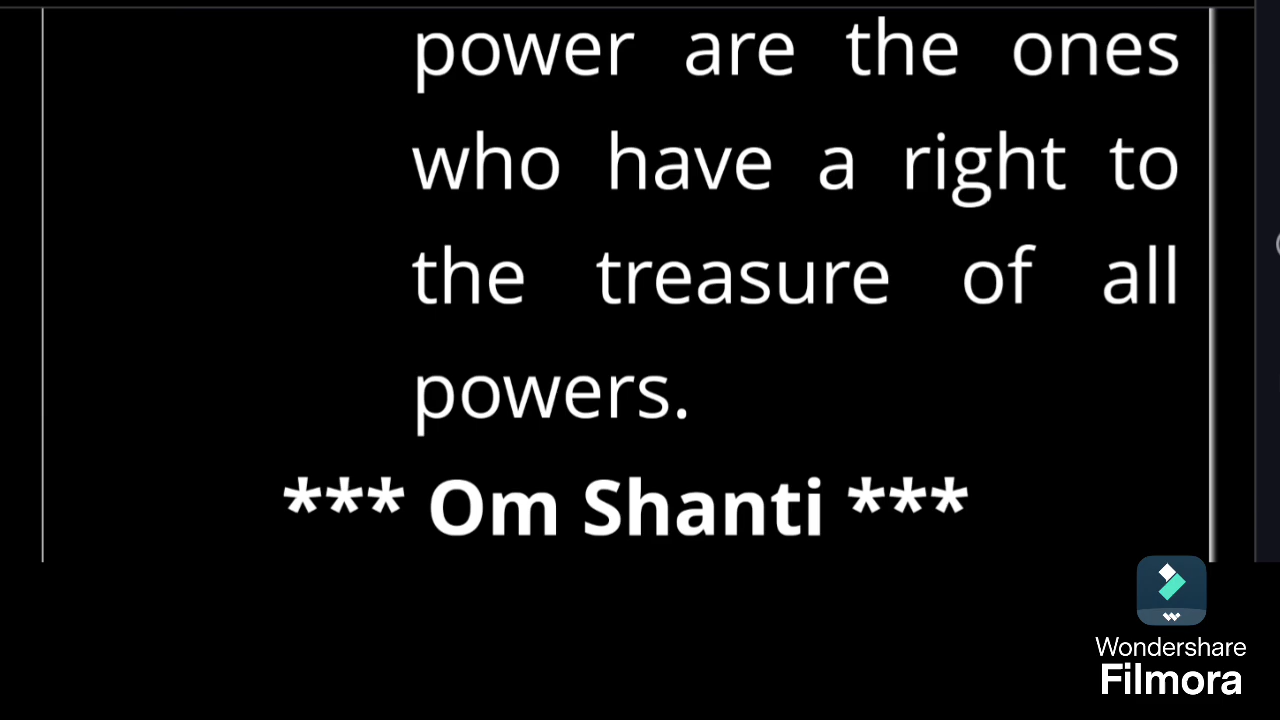 power are the ones
who have a right to
the treasure of all
powers.
*** Om Shanti ***
Wondershare
Filmora